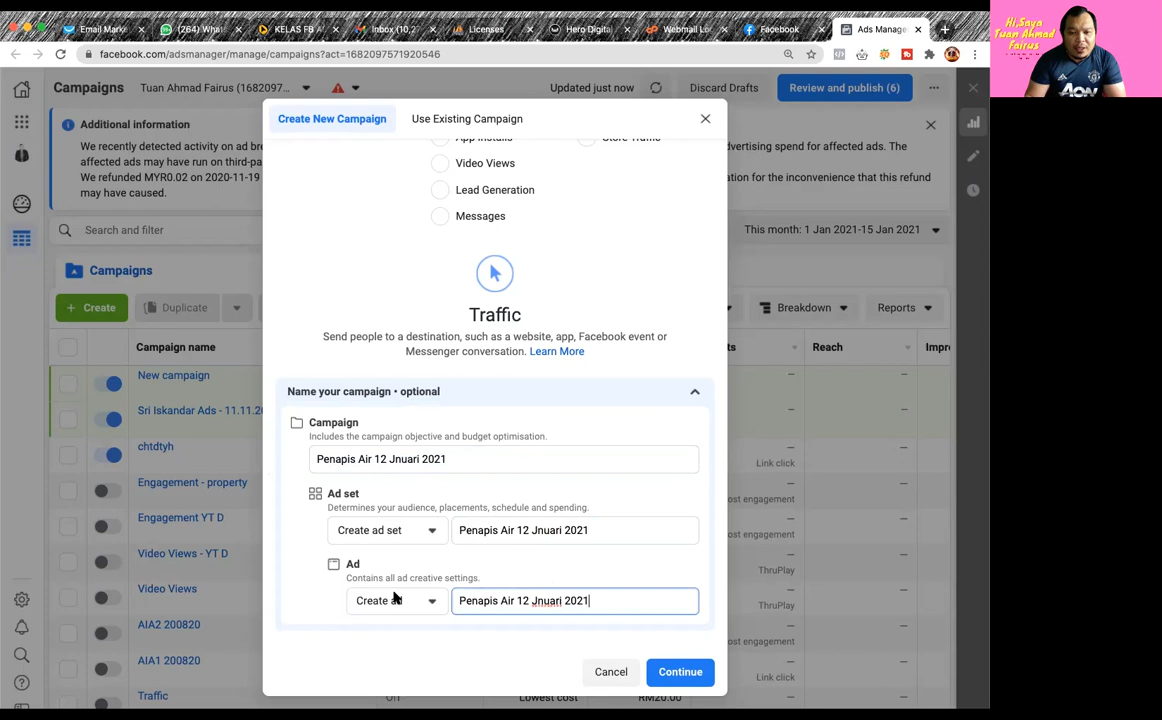 Email Marke
(264) Wha
KELAS FB A
Inbox (10,2
Licenses
Hero Digital
Webmail Lo
Facebook
Ads Manage
facebook.com/adsmanager/manage/campaigns?act=1682097571920546
Hi,Saya
Tuan Ahmad
Fairus
AON
Campaigns
Tuan Ahmad Fairus (1682097...
Updated just now
Discard Drafts
Review and publish (6)
Additional information
We recently detected activity on ad bre
dvertising spend for affected ads. The
affected ads may have run on third-pa
We refunded MYR0.02 on 2020-11-19
ation for the inconvenience that this refund
may have caused.
Search and filter
This month: 1 Jan 2021-15 Jan 2021
Campaigns
+ Create
Duplicate
Breakdown
Reports
Campaign name
ts
Reach
Impre
New campaign
Sri Iskandar Ads - 11.11.20
chtdtyh
Link click
Engagement - property
ost engagement
Engagement YT D
ost engagement
Video Views - YT D
ThruPlay
Video Views
ThruPlay
AIA2 200820
ost engagement
AIA1 200820
Link click
Traffic
Off
Lowest cost
RM20.00
Create New Campaign
Use Existing Campaign
App Installs
Store Traffic
Video Views
Lead Generation
Messages
Traffic
Send people to a destination, such as a website, app, Facebook event or
Messenger conversation. Learn More
Name your campaign • optional
Campaign
Includes the campaign objective and budget optimisation.
Penapis Air 12 Jnuari 2021
Ad set
Determines your audience, placements, schedule and spending.
Create ad set
Penapis Air 12 Jnuari 2021
Ad
Contains all ad creative settings.
Create ad
Penapis Air 12 Jnuari 2021
Cancel
Continue